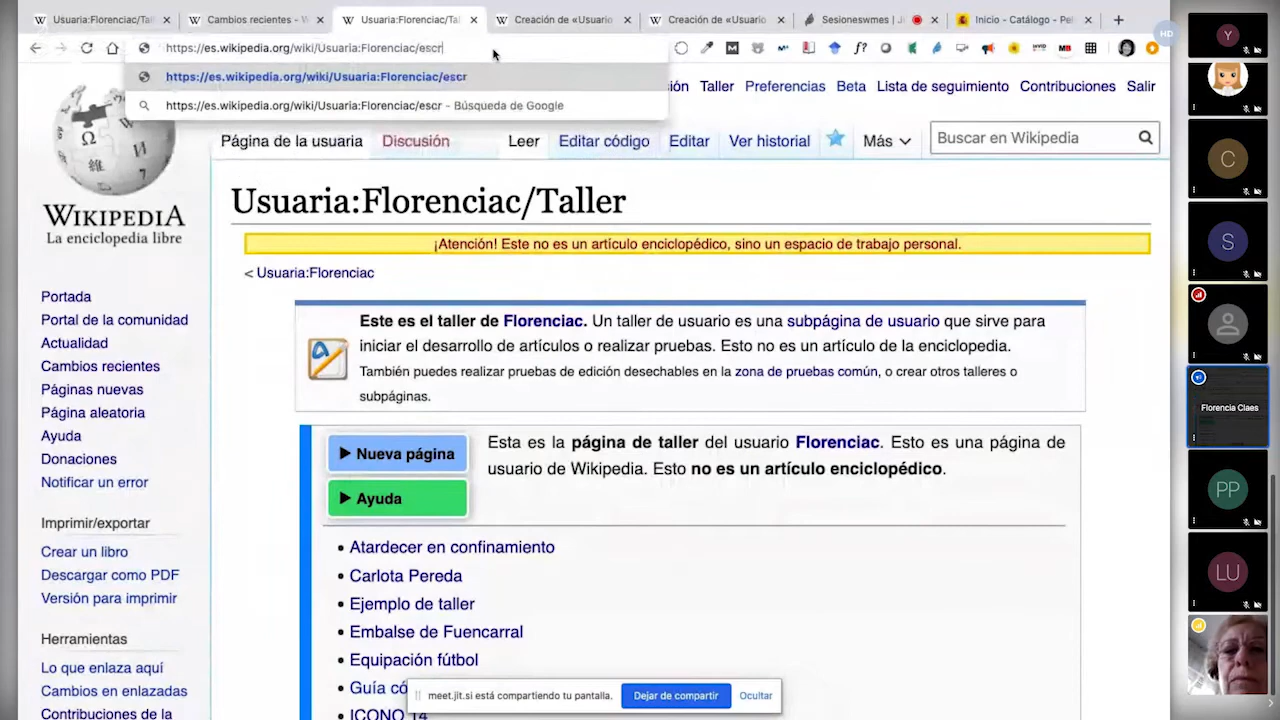 Usuaria:Florenciac/Tall
Cambios recientes - W
Usuaria:Florenciac/Tal
Creación de «Usuario
Creación de «Usuario
Sesioneswmes | J
Inicio - Catálogo - Pel
https://es.wikipedia.org/wiki/Usuaria:Florenciac/escr
https://es.wikipedia.org/wiki/Usuaria:Florenciac/escr
https://es.wikipedia.org/wiki/Usuaria:Florenciac/escr - Búsqueda de Google
HD
sión Taller Preferencias Beta Lista de seguimiento Contribuciones Salir
Página de la usuaria Discusión Leer Editar código Editar Ver historial Más Buscar en Wikipedia
WIKIPEDIA
La enciclopedia libre
Usuaria:Florenciac/Taller
¡Atención! Este no es un artículo enciclopédico, sino un espacio de trabajo personal.
< Usuaria:Florenciac
Este es el taller de Florenciac. Un taller de usuario es una subpágina de usuario que sirve para
iniciar el desarrollo de artículos o realizar pruebas. Esto no es un artículo de la enciclopedia.
También puedes realizar pruebas de edición desechables en la zona de pruebas común, o crear otros talleres o
subpáginas.
▶ Nueva página
▶ Ayuda
Esta es la página de taller del usuario Florenciac. Esto es una página de
usuario de Wikipedia. Esto no es un artículo enciclopédico.
• Atardecer en confinamiento
• Carlota Pereda
• Ejemplo de taller
• Embalse de Fuencarral
• Equipación fútbol
• Guía có
• ICONO 14
Portada
Portal de la comunidad
Actualidad
Cambios recientes
Páginas nuevas
Página aleatoria
Ayuda
Donaciones
Notificar un error
Imprimir/exportar
Crear un libro
Descargar como PDF
Versión para imprimir
Herramientas
Lo que enlaza aquí
Cambios en enlazadas
Contribuciones de la
meet.jit.si está compartiendo tu pantalla. Dejar de compartir Ocultar
Y
C
S
Florencia Claes
PP
LU